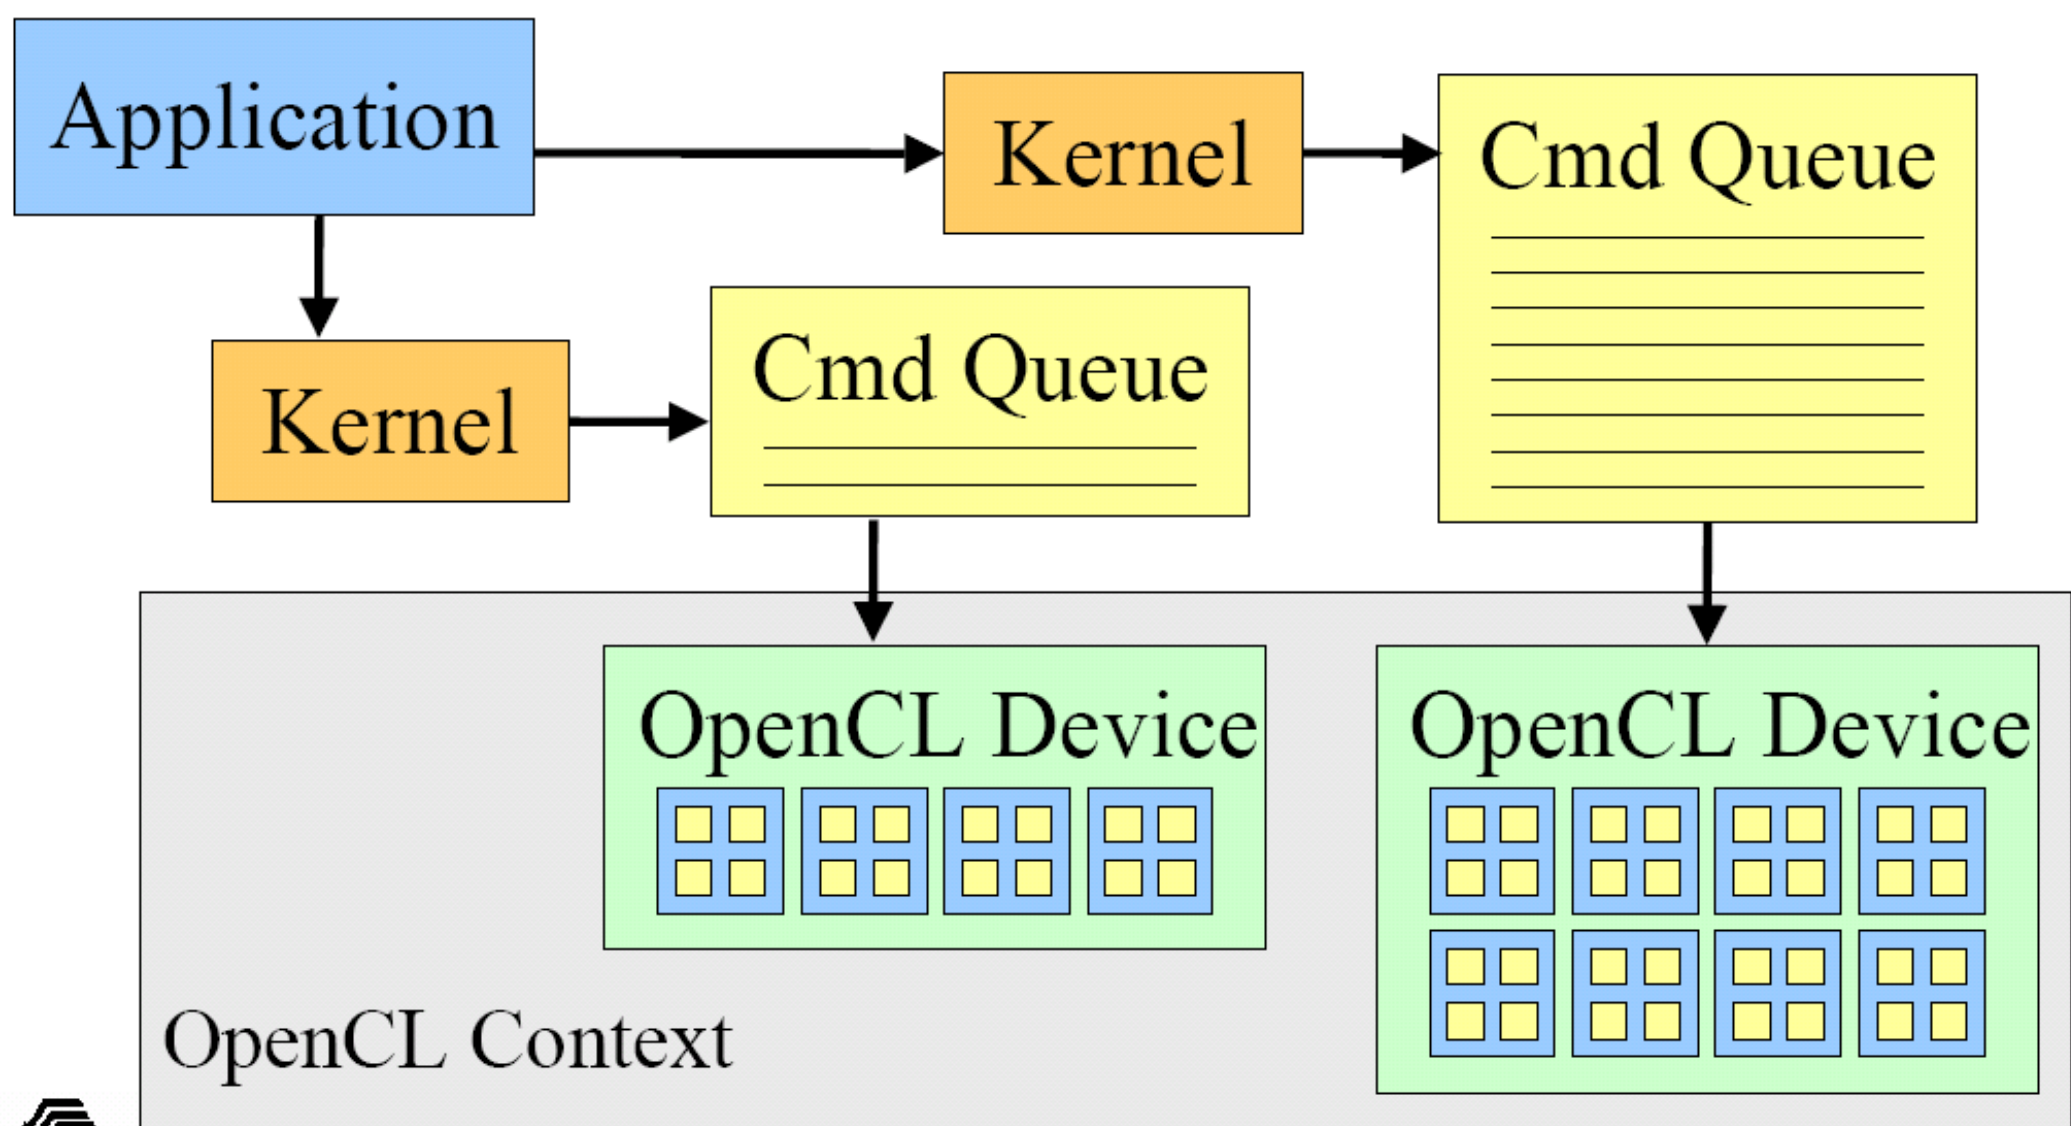 Application
Kernel
Cmd Queue
Kernel
Cmd Queue
OpenCL Device
OpenCL Device
OpenCL Context